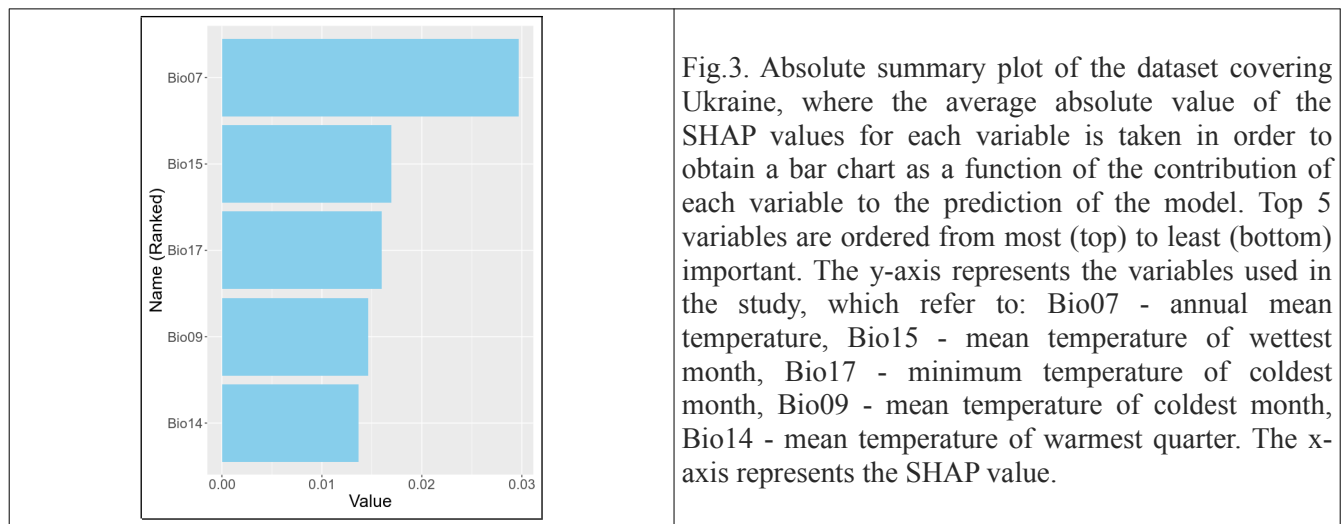 Name (Ranked)
Bio07
Bio15
Bio17
Bio09
Bio14
0.00 0.01 0.02 0.03
Value
Fig.3. Absolute summary plot of the dataset covering
Ukraine, where the average absolute value of the
SHAP values for each variable is taken in order to
obtain a bar chart as a function of the contribution of
each variable to the prediction of the model. Top 5
variables are ordered from most (top) to least (bottom)
important. The y-axis represents the variables used in
the study, which refer to: Bio07 - annual mean
temperature, Bio15 - mean temperature of wettest
month, Bio17 - minimum temperature of coldest
month, Bio09 - mean temperature of coldest month,
Bio14 - mean temperature of warmest quarter. The x-
axis represents the SHAP value.